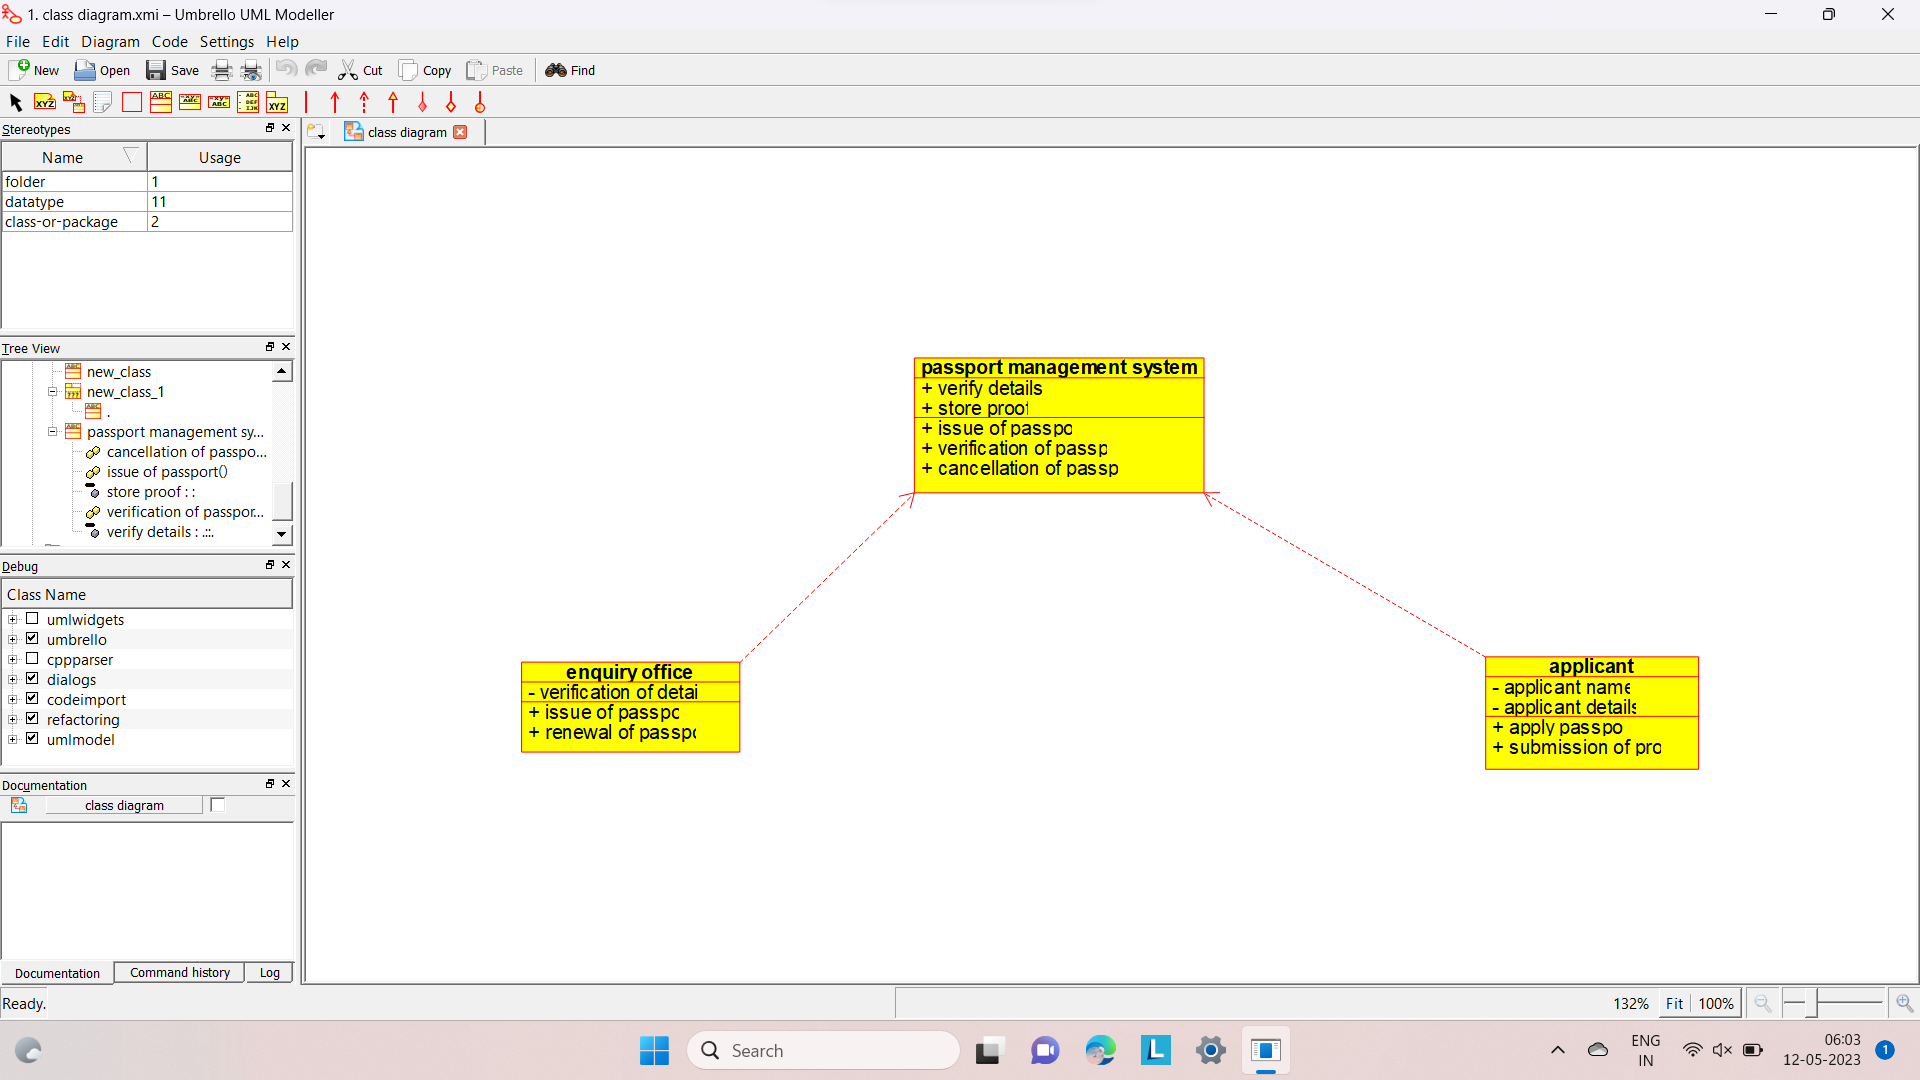 1. class diagram.xmi – Umbrello UML Modeller
File Edit Diagram Code Settings Help
New Open Save Cut Copy Paste Find
Stereotypes
Name Usage
folder 1
datatype 11
class-or-package 2
Tree View
new_class
new_class_1
.
passport management sy...
cancellation of passpo...
issue of passport()
store proof : :
verification of passpor...
verify details : .::.
Debug
Class Name
umlwidgets
umbrello
cppparser
dialogs
codeimport
refactoring
umlmodel
Documentation
class diagram
Documentation Command history Log
Ready.
class diagram
passport management system
+ verify details
+ store proof
+ issue of passpo
+ verification of passp
+ cancellation of passp
enquiry office
- verification of detai
+ issue of passpo
+ renewal of passpo
applicant
- applicant name
- applicant details
+ apply passpo
+ submission of pro
132% Fit 100%
Search
ENG
IN
06:03
12-05-2023
1